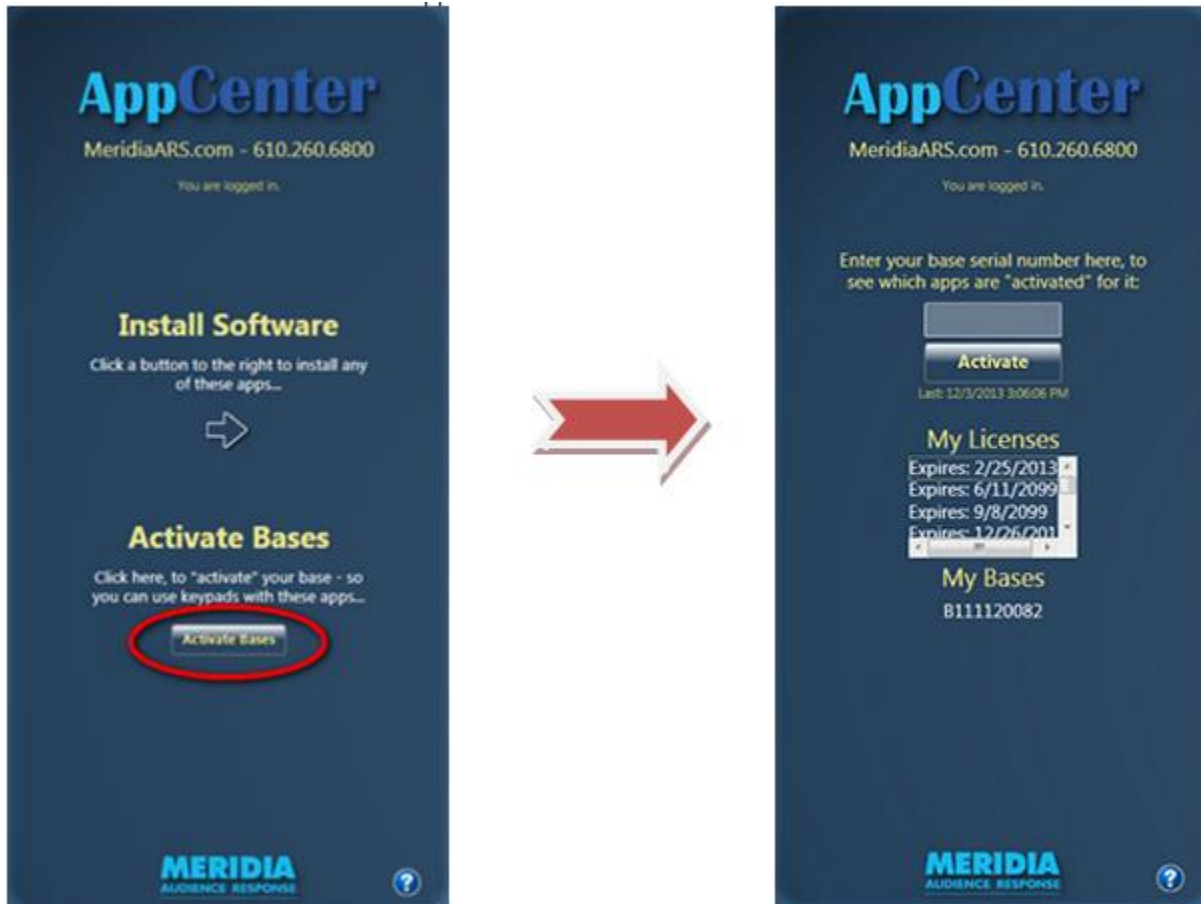 AppCenter
MeridiaARS.com - 610.260.6800
You are logged in.
Install Software
Click a button to the right to install any
of these apps...
Activate Bases
Click here, to "activate" your base - so
you can use keypads with these apps...
Activate Bases
MERIDIA
AUDIENCE RESPONSE
?
AppCenter
MeridiaARS.com - 610.260.6800
You are logged in.
Enter your base serial number here, to
see which apps are "activated" for it:
Activate
Last: 12/3/2013 3:06:06 PM
My Licenses
Expires: 2/25/2013
Expires: 6/11/2099
Expires: 9/8/2099
Expires: 12/26/201
My Bases
B111120082
MERIDIA
AUDIENCE RESPONSE
?